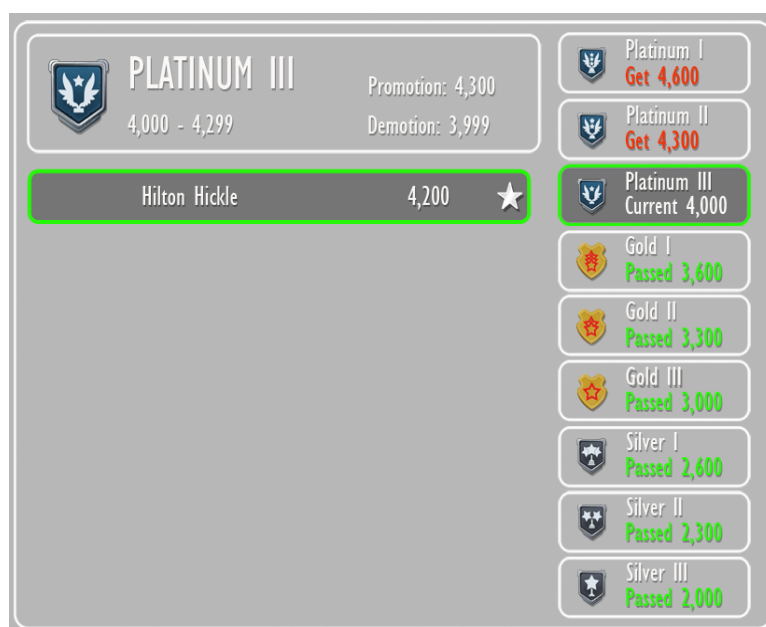 PLATINUM III
Promotion: 4,300
4,000 - 4,299
Demotion: 3,999
Hilton Hickle 4,200
Platinum I
Get 4,600
Platinum II
Get 4,300
Platinum III
Current 4,000
Gold I
Passed 3,600
Gold II
Passed 3,300
Gold III
Passed 3,000
Silver I
Passed 2,600
Silver II
Passed 2,300
Silver III
Passed 2,000